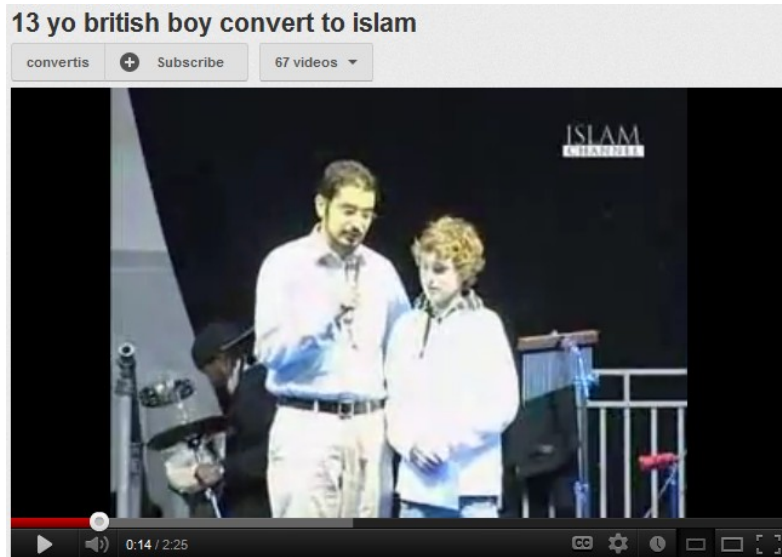 13 yo british boy convert to islam
convertis Subscribe 67 videos
ISLAM
CHANNEL
0:14 / 2:25 CC